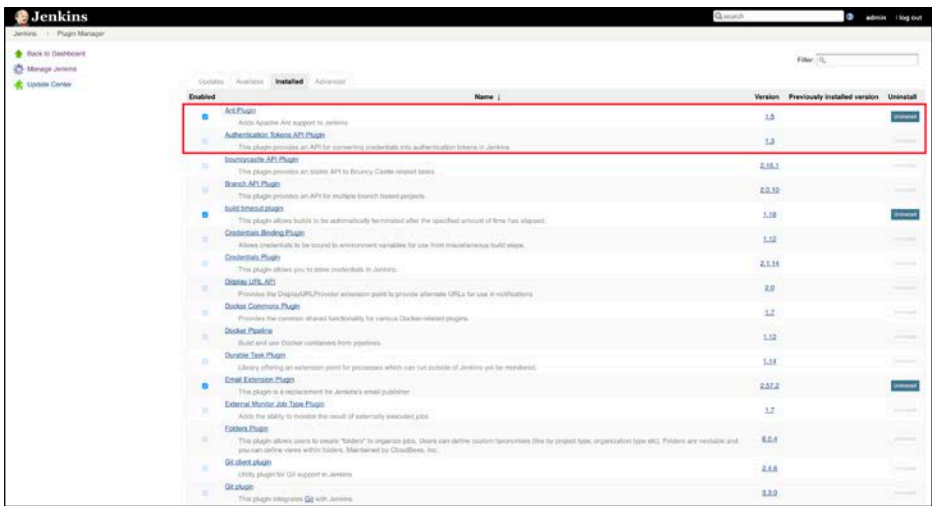 Jenkins
search
admin | log out
Jenkins › Plugin Manager
Back to Dashboard
Manage Jenkins
Update Center
Filter:
Updates Available Installed Advanced
Enabled Name ↓ Version Previously installed version Uninstall
Ant Plugin 1.5 Uninstall
Adds Apache Ant support to Jenkins
Authentication Tokens API Plugin 1.3
This plugin provides an API for converting credentials into authentication tokens in Jenkins.
bouncycastle API Plugin 2.16.1
This plugin provides an stable API to Bouncy Castle related tasks.
Branch API Plugin 2.0.10
This plugin provides an API for multiple branch based projects.
build timeout plugin 1.18 Uninstall
This plugin allows builds to be automatically terminated after the specified amount of time has elapsed.
Credentials Binding Plugin 1.12
Allows credentials to be bound to environment variables for use from miscellaneous build steps.
Credentials Plugin 2.1.14
This plugin allows you to store credentials in Jenkins.
Display URL API 2.0
Provides the DisplayURLProvider extension point to provide alternate URLs for use in notifications
Docker Commons Plugin 1.7
Provides the common shared functionality for various Docker-related plugins.
Docker Pipeline 1.12
Build and use Docker containers from pipelines.
Durable Task Plugin 1.14
Library offering an extension point for processes which can run outside of Jenkins yet be monitored.
Email Extension Plugin 2.57.2 Uninstall
This plugin is a replacement for Jenkins's email publisher
External Monitor Job Type Plugin 1.7
Adds the ability to monitor the result of externally executed jobs
Folders Plugin 6.0.4
This plugin allows users to create "folders" to organize jobs. Users can define custom taxonomies (like by project type, organization type etc). Folders are nestable and
you can define views within folders. Maintained by CloudBees, Inc.
Git client plugin 2.4.6
Utility plugin for Git support in Jenkins
Git plugin 3.3.0
This plugin integrates Git with Jenkins.